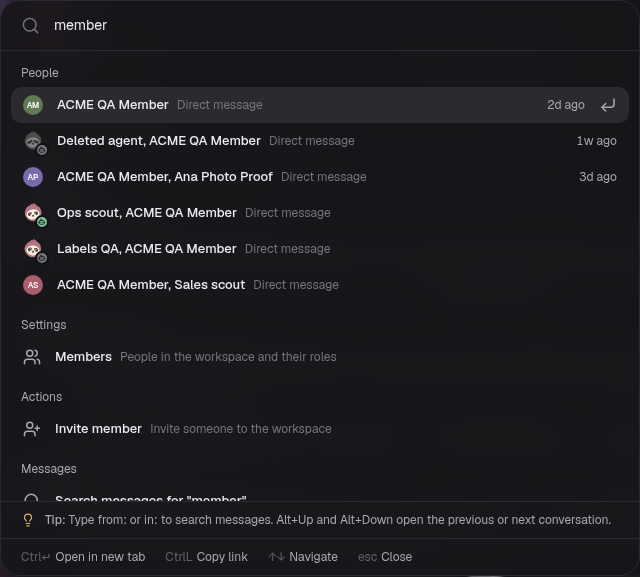 member
People
AM ACME QA Member Direct message 2d ago
Deleted agent, ACME QA Member Direct message 1w ago
AP ACME QA Member, Ana Photo Proof Direct message 3d ago
Ops scout, ACME QA Member Direct message
Labels QA, ACME QA Member Direct message
AS ACME QA Member, Sales scout Direct message
Settings
Members People in the workspace and their roles
Actions
Invite member Invite someone to the workspace
Messages
Search messages for "member"
Tip: Type from: or in: to search messages. Alt+Up and Alt+Down open the previous or next conversation.
Ctrl↵ Open in new tab CtrlL Copy link ↑↓ Navigate esc Close